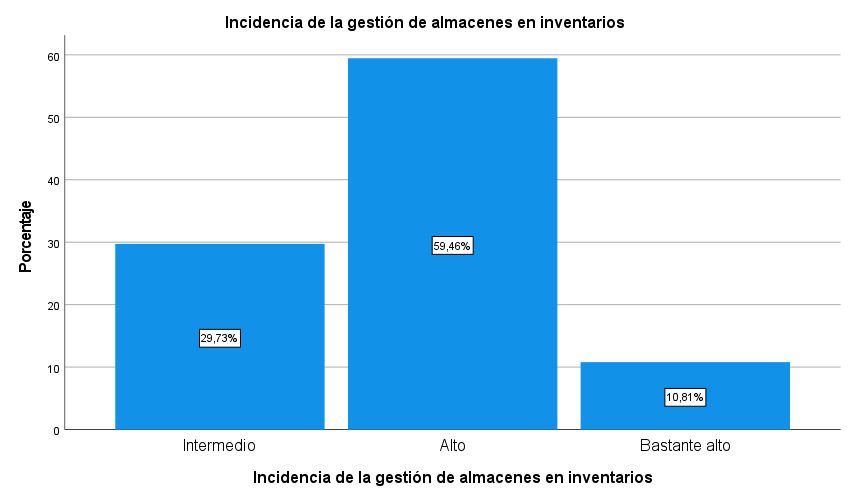 Incidencia de la gestión de almacenes en inventarios
Porcentaje
60
50
40
30
20
10
0
29,73%
59,46%
10,81%
Intermedio
Alto
Bastante alto
Incidencia de la gestión de almacenes en inventarios